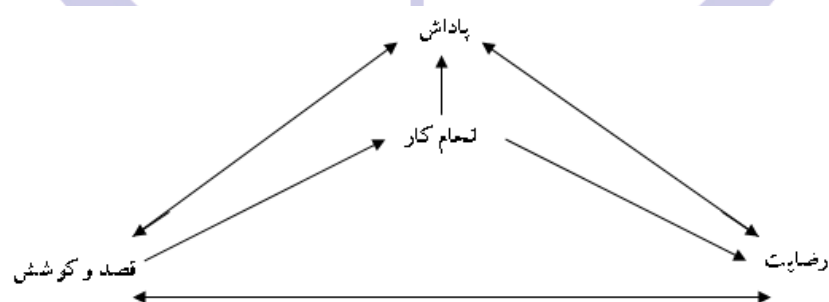 پاداش
انجام کار
رضایت
قصد و کوشش